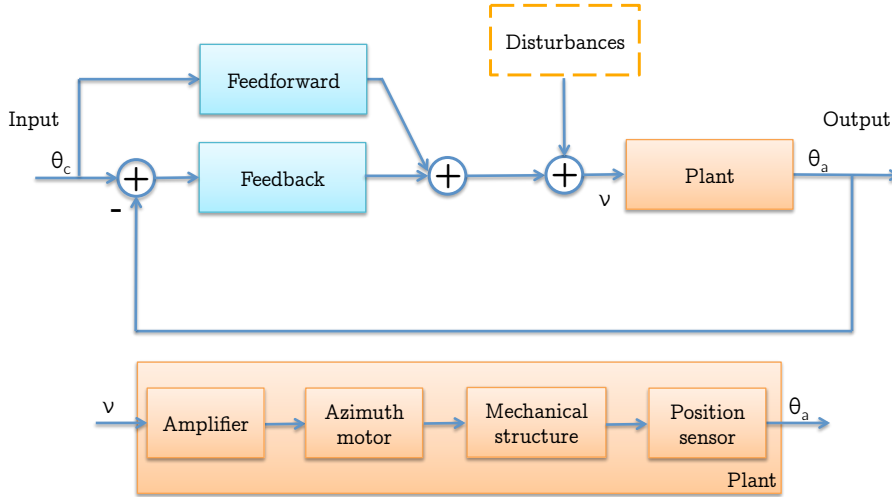 Disturbances
Feedforward
Input
Output
θc
Feedback
+
+
+
Plant
θa
-
ν
ν
Amplifier
Azimuth
motor
Mechanical
structure
Position
sensor
θa
Plant